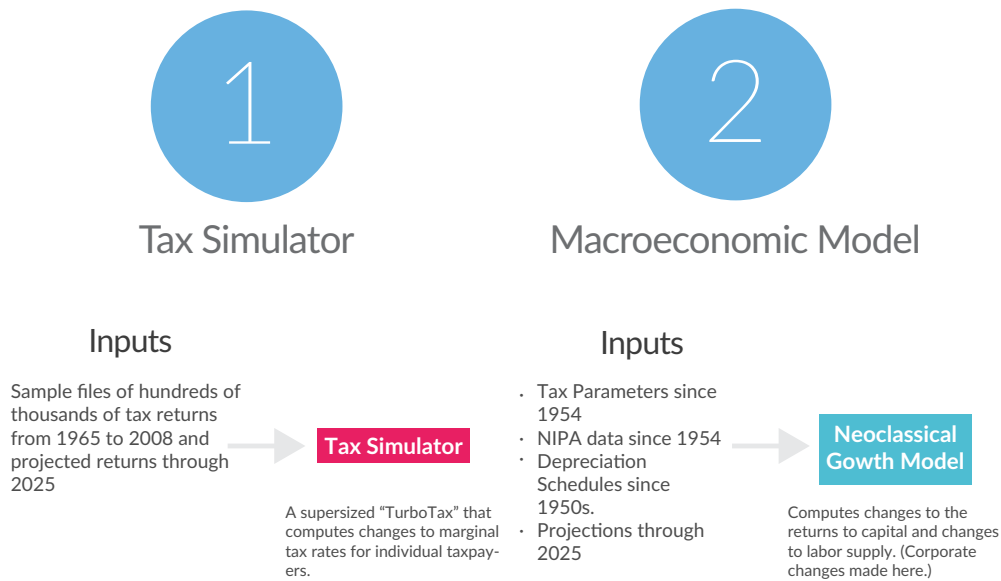 1
Tax Simulator
Inputs
Sample files of hundreds of
thousands of tax returns
from 1965 to 2008 and
projected returns through
2025
Tax Simulator
A supersized “TurboTax” that
computes changes to marginal
tax rates for individual taxpay-
ers.
2
Macroeconomic Model
Inputs
· Tax Parameters since
1954
· NIPA data since 1954
· Depreciation
Schedules since
1950s.
· Projections through
2025
Neoclassical
Gowth Model
Computes changes to the
returns to capital and changes
to labor supply. (Corporate
changes made here.)